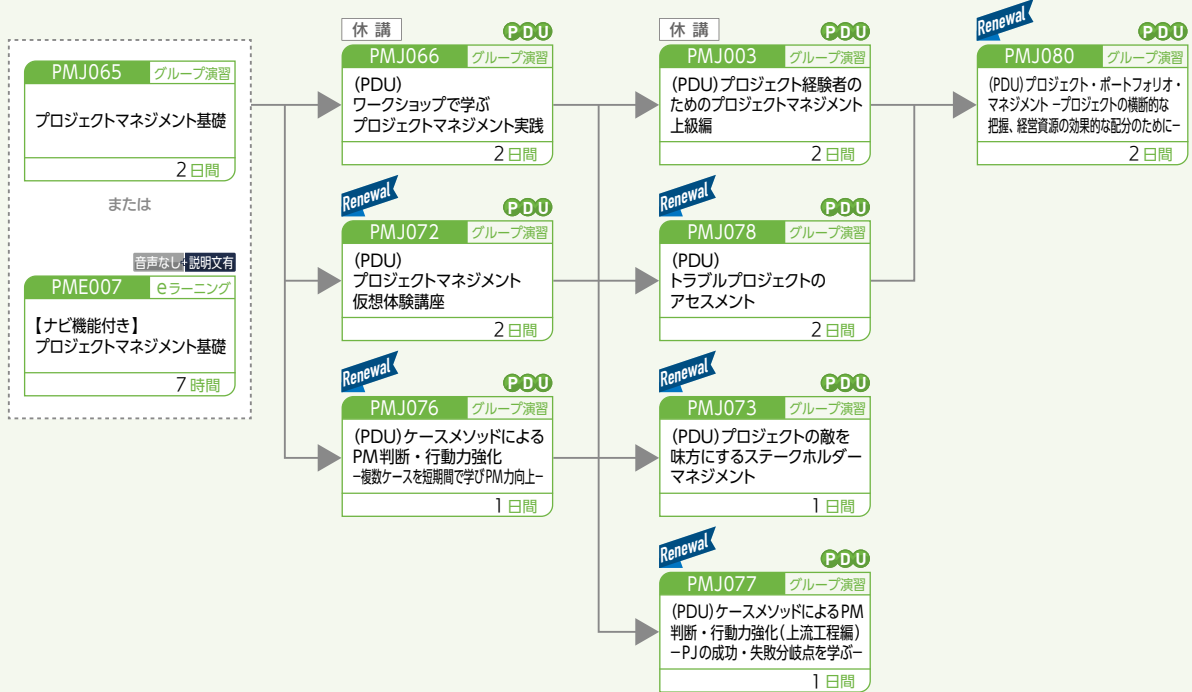 PMJ065 グループ演習
プロジェクトマネジメント基礎
2日間
または
音声なし+説明文有
PME007 eラーニング
【ナビ機能付き】
プロジェクトマネジメント基礎
7時間
休講 PDU
PMJ066 グループ演習
(PDU)
ワークショップで学ぶ
プロジェクトマネジメント実践
2日間
Renewal PDU
PMJ072 グループ演習
(PDU)
プロジェクトマネジメント
仮想体験講座
2日間
Renewal PDU
PMJ076 グループ演習
(PDU)ケースメソッドによる
PM判断・行動力強化
−複数ケースを短期間で学びPM力向上−
1日間
休講 PDU
PMJ003 グループ演習
(PDU)プロジェクト経験者の
ためのプロジェクトマネジメント
上級編
2日間
Renewal PDU
PMJ078 グループ演習
(PDU)
トラブルプロジェクトの
アセスメント
2日間
Renewal PDU
PMJ073 グループ演習
(PDU)プロジェクトの敵を
味方にするステークホルダー
マネジメント
1日間
Renewal PDU
PMJ077 グループ演習
(PDU)ケースメソッドによるPM
判断・行動力強化(上流工程編)
−PJの成功・失敗分岐点を学ぶ−
1日間
Renewal PDU
PMJ080 グループ演習
(PDU)プロジェクト・ポートフォリオ・
マネジメント −プロジェクトの横断的な
把握、経営資源の効果的な配分のために−
2日間